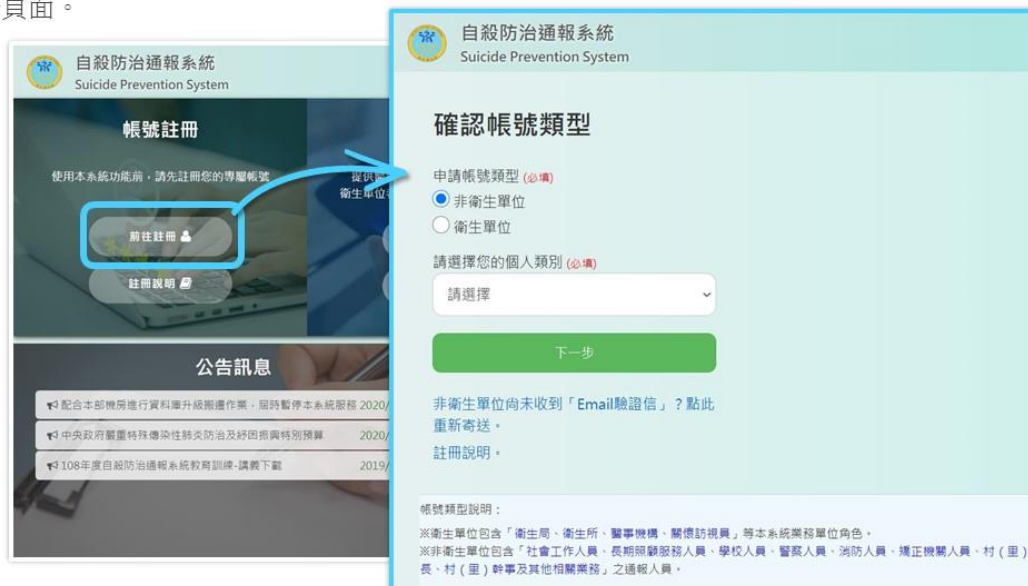 頁面。
自殺防治通報系統
Suicide Prevention System
帳號註冊
使用本系統功能前，請先註冊您的專屬帳號
前往註冊
註冊說明
提供
衛生單位
公告訊息
配合本部機房進行資料庫升級搬遷作業，屆時暫停本系統服務 2020/
中央政府嚴重特殊傳染性肺炎防治及紓困振興特別預算 2020/
108年度自殺防治通報系統教育訓練-講義下載 2019/
自殺防治通報系統
Suicide Prevention System
確認帳號類型
申請帳號類型 (必填)
非衛生單位
衛生單位
請選擇您的個人類別 (必填)
請選擇
下一步
非衛生單位尚未收到「Email驗證信」？點此
重新寄送。
註冊說明。
帳號類型說明：
※衛生單位包含「衛生局、衛生所、醫事機構、關懷訪視員」等本系統業務單位角色。
※非衛生單位包含「社會工作人員、長期照顧服務人員、學校人員、警察人員、消防人員、矯正機關人員、村（里）
長、村（里）幹事及其他相關業務」之通報人員。